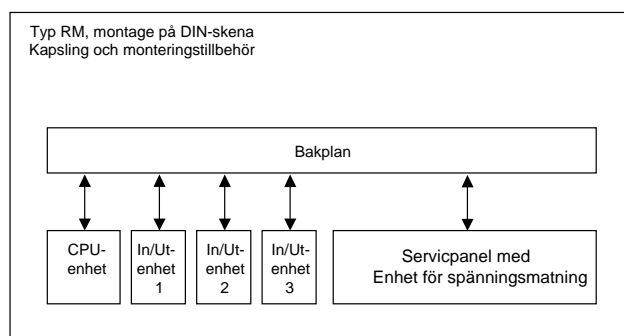 Typ RM, montage på DIN-skena
Kapsling och monteringstillbehör
Bakplan
CPU-
enhet
In/Ut-
enhet
1
In/Ut-
enhet
2
In/Ut-
enhet
3
Servicpanel med
Enhet för spänningsmatning